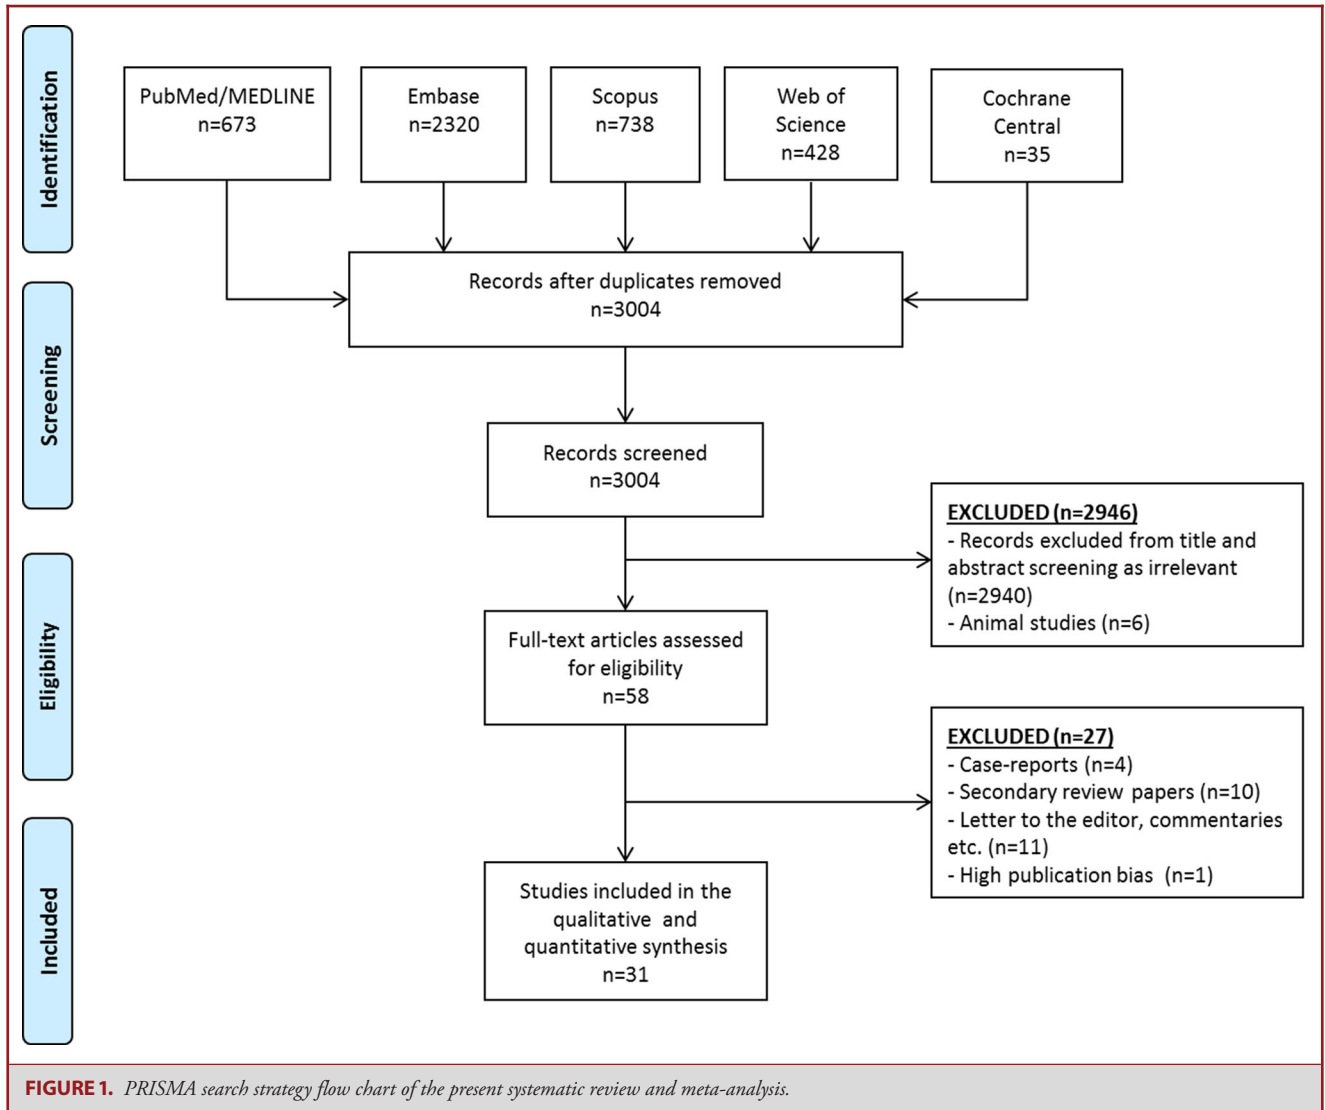 Identification
PubMed/MEDLINE
n=673
Embase
n=2320
Scopus
n=738
Web of
Science
n=428
Cochrane
Central
n=35
Records after duplicates removed
n=3004
Screening
Records screened
n=3004
EXCLUDED (n=2946)
- Records excluded from title and
abstract screening as irrelevant
(n=2940)
- Animal studies (n=6)
Eligibility
Full-text articles assessed
for eligibility
n=58
EXCLUDED (n=27)
- Case-reports (n=4)
- Secondary review papers (n=10)
- Letter to the editor, commentaries
etc. (n=11)
- High publication bias (n=1)
Included
Studies included in the
qualitative and
quantitative synthesis
n=31
FIGURE 1. PRISMA search strategy flow chart of the present systematic review and meta-analysis.